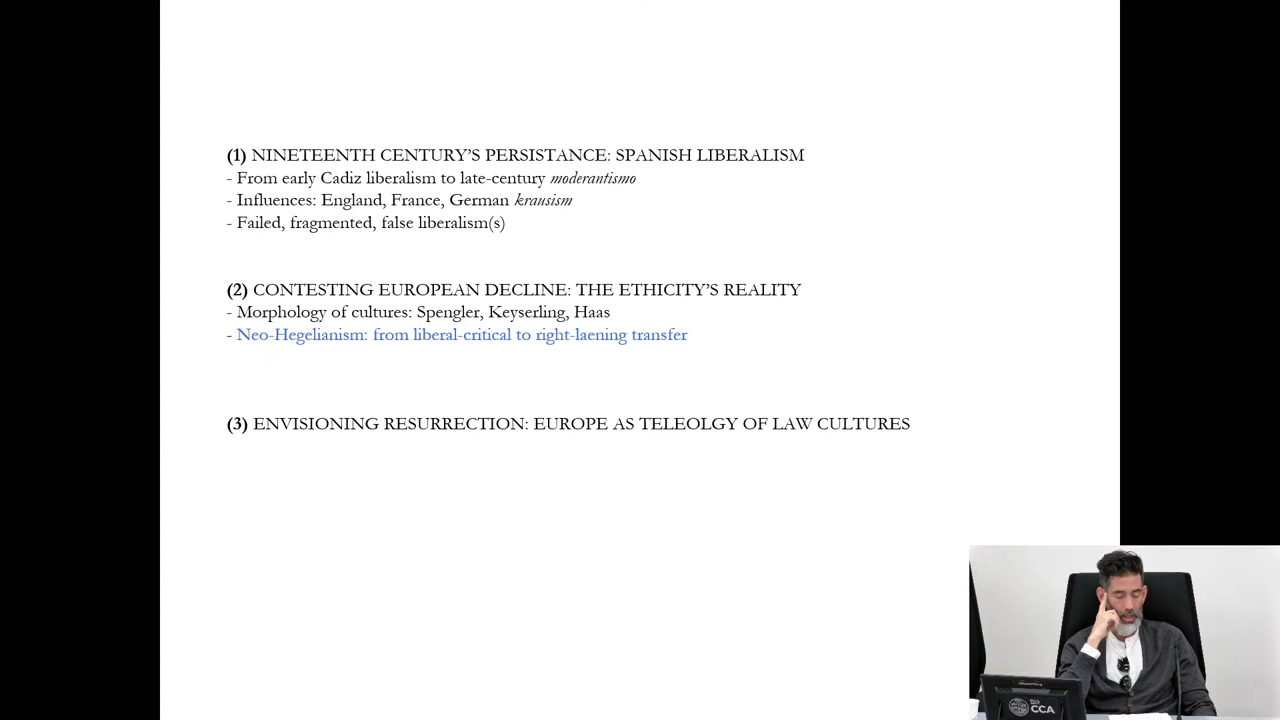 (1) NINETEENTH CENTURY'S PERSISTANCE: SPANISH LIBERALISM
- From early Cadiz liberalism to late-century moderantismo
- Influences: England, France, German krausism
- Failed, fragmented, false liberalism(s)
(2) CONTESTING EUROPEAN DECLINE: THE ETHICITY'S REALITY
- Morphology of cultures: Spengler, Keyserling, Haas
- Neo-Hegelianism: from liberal-critical to right-laening transfer
(3) ENVISIONING RESURRECTION: EUROPE AS TELEOLGY OF LAW CULTURES
CCA